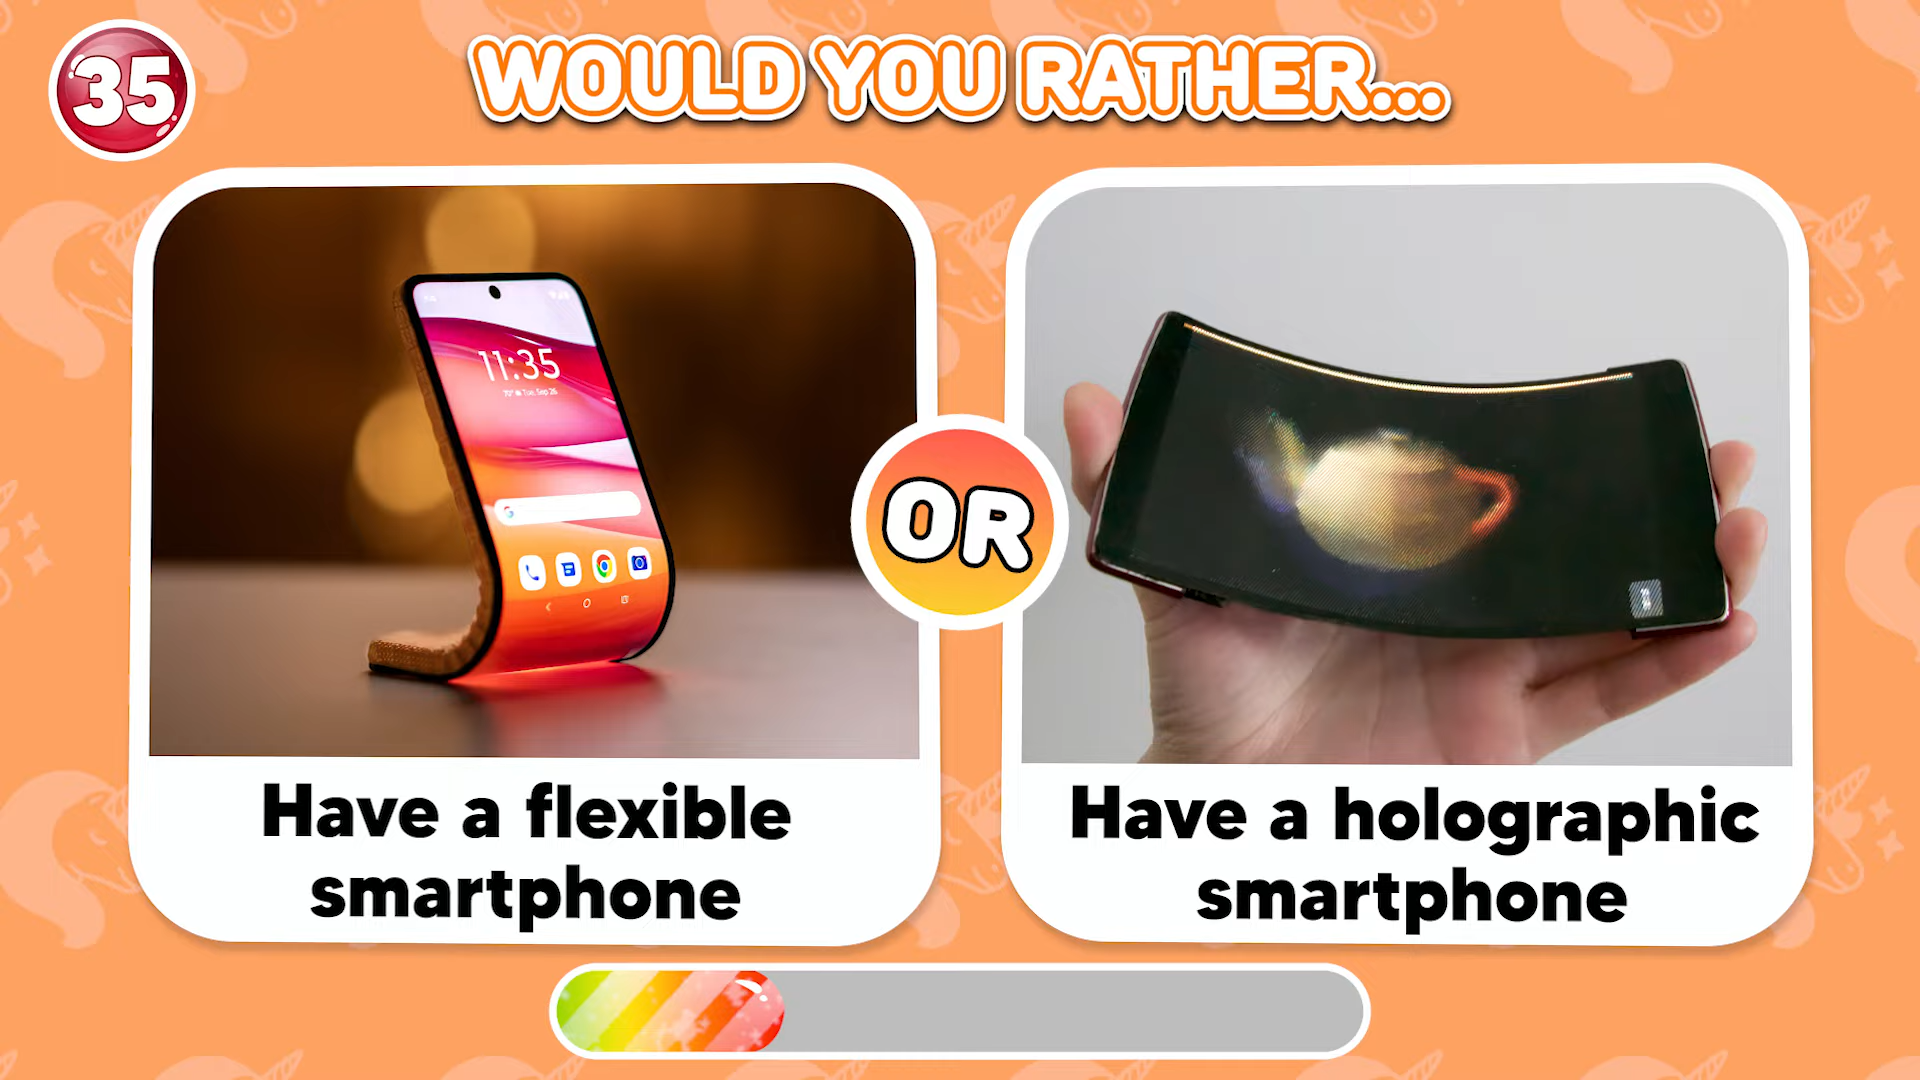 35
WOULD YOU RATHER...
11:35
OR
Have a flexible
smartphone
Have a holographic
smartphone